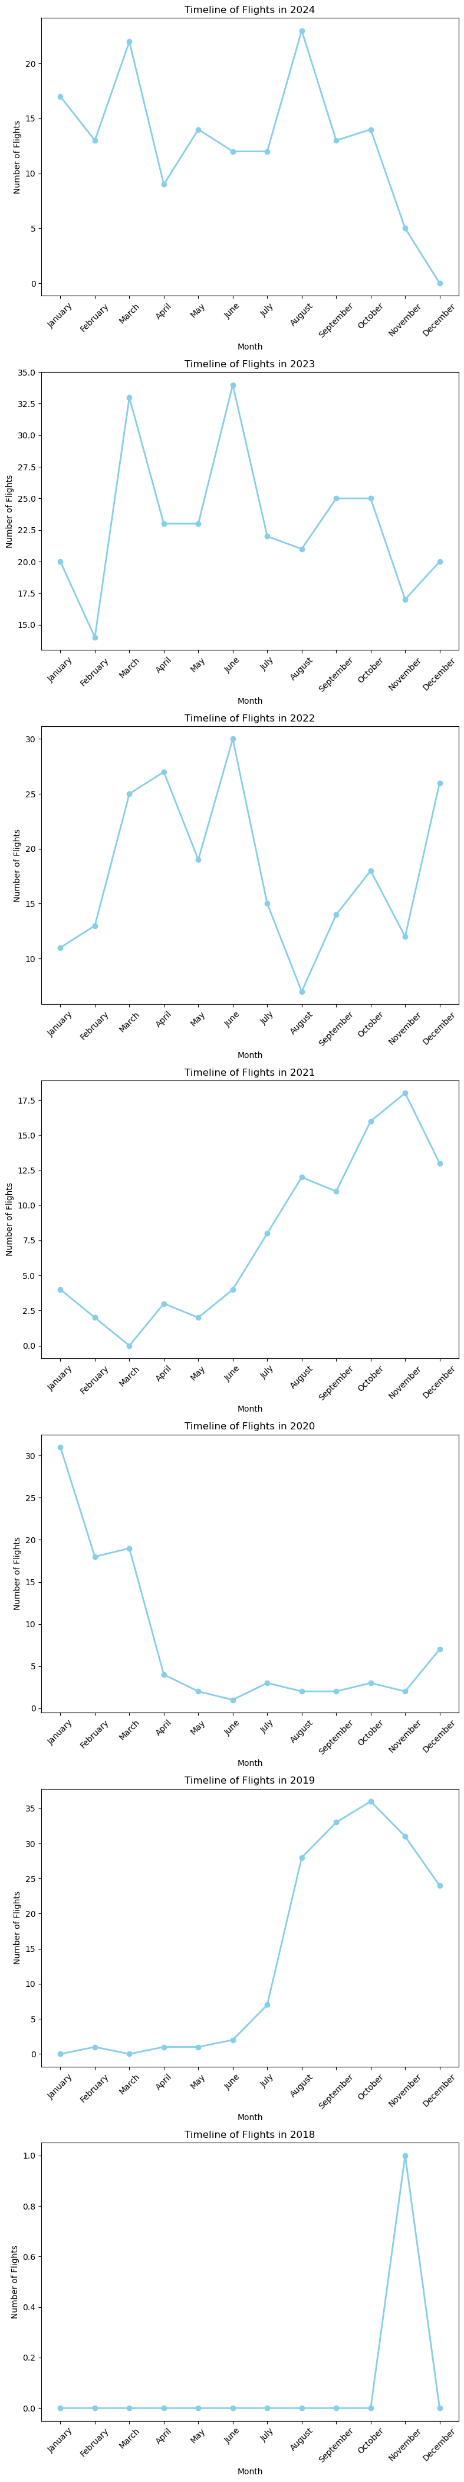 Timeline of Flights in 2024
20
15
10
5
0
Number of Flights
January
February
March
April
May
June
July
August
September
October
November
December
Month
Timeline of Flights in 2023
35.0
32.5
30.0
27.5
25.0
22.5
20.0
17.5
15.0
Number of Flights
January
February
March
April
May
June
July
August
September
October
November
December
Month
Timeline of Flights in 2022
30
25
20
15
10
Number of Flights
January
February
March
April
May
June
July
August
September
October
November
December
Month
Timeline of Flights in 2021
17.5
15.0
12.5
10.0
7.5
5.0
2.5
0.0
Number of Flights
January
February
March
April
May
June
July
August
September
October
November
December
Month
Timeline of Flights in 2020
30
25
20
15
10
5
0
Number of Flights
January
February
March
April
May
June
July
August
September
October
November
December
Month
Timeline of Flights in 2019
35
30
25
20
15
10
5
0
Number of Flights
January
February
March
April
May
June
July
August
September
October
November
December
Month
Timeline of Flights in 2018
1.0
0.8
0.6
0.4
0.2
0.0
Number of Flights
January
February
March
April
May
June
July
August
September
October
November
December
Month